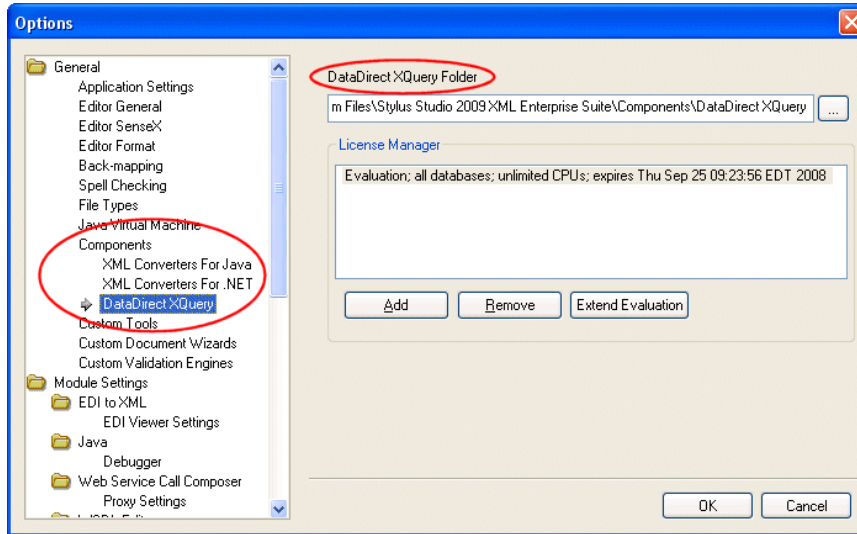 Options
General
Application Settings
Editor General
Editor SenseX
Editor Format
Back-mapping
Spell Checking
File Types
Java Virtual Machine
Components
XML Converters For Java
XML Converters For .NET
DataDirect XQuery
Custom Tools
Custom Document Wizards
Custom Validation Engines
Module Settings
EDI to XML
EDI Viewer Settings
Java
Debugger
Web Service Call Composer
Proxy Settings
DataDirect XQuery Folder
m Files\Stylus Studio 2009 XML Enterprise Suite\Components\DataDirect XQuery
...
License Manager
Evaluation; all databases; unlimited CPUs; expires Thu Sep 25 09:23:56 EDT 2008
Add Remove Extend Evaluation
OK Cancel